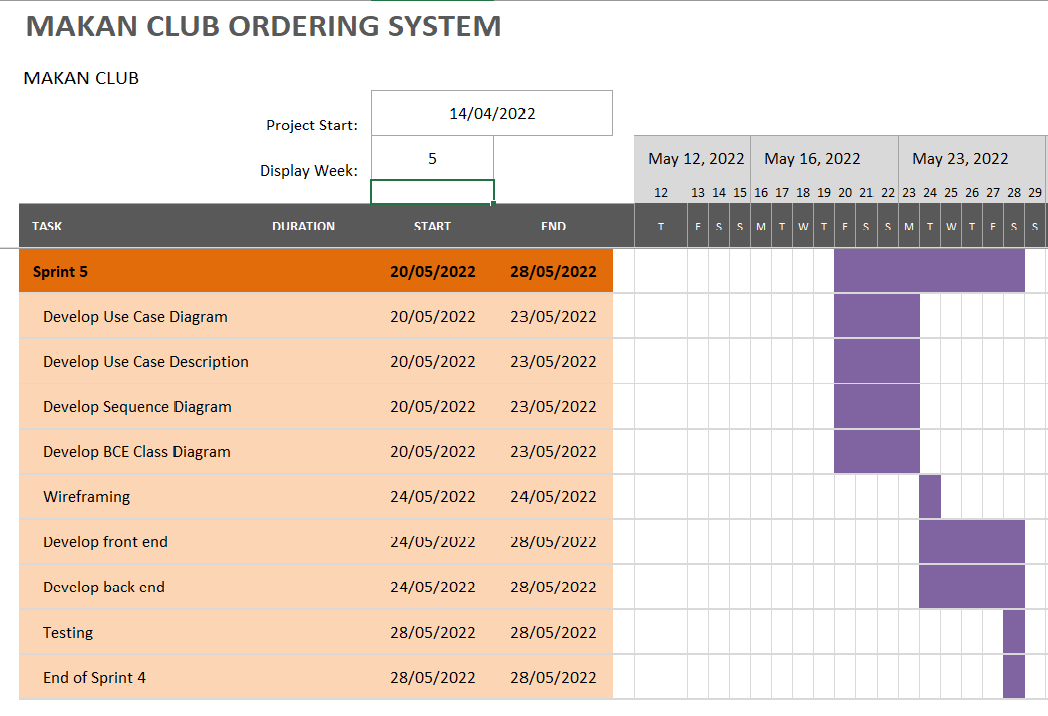 MAKAN CLUB ORDERING SYSTEM
MAKAN CLUB
Project Start: 14/04/2022
Display Week: 5
May 12, 2022 May 16, 2022 May 23, 2022
12 13 14 15 16 17 18 19 20 21 22 23 24 25 26 27 28 29
TASK DURATION START END T F S S M T W T F S S M T W T F S S
Sprint 5 20/05/2022 28/05/2022
Develop Use Case Diagram 20/05/2022 23/05/2022
Develop Use Case Description 20/05/2022 23/05/2022
Develop Sequence Diagram 20/05/2022 23/05/2022
Develop BCE Class Diagram 20/05/2022 23/05/2022
Wireframing 24/05/2022 24/05/2022
Develop front end 24/05/2022 28/05/2022
Develop back end 24/05/2022 28/05/2022
Testing 28/05/2022 28/05/2022
End of Sprint 4 28/05/2022 28/05/2022